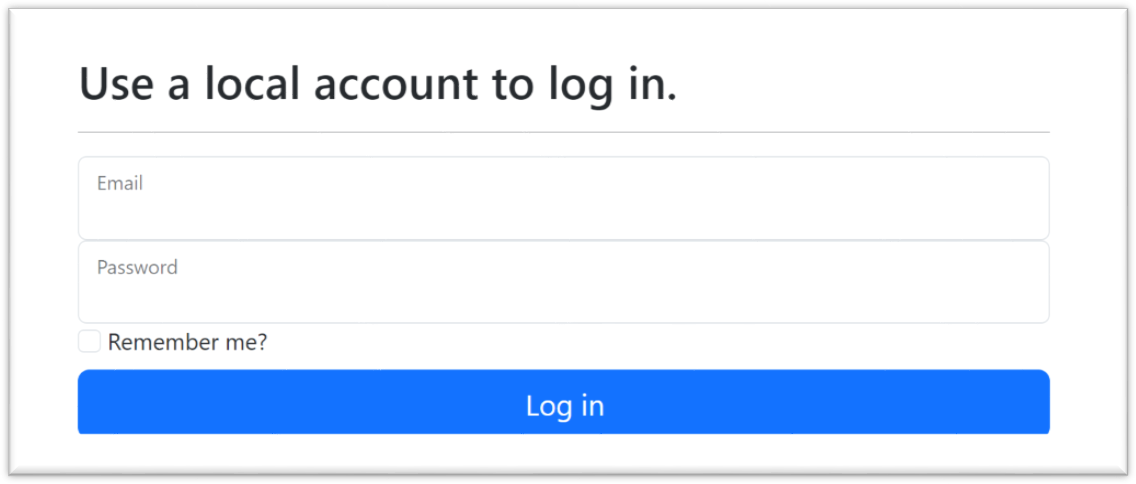 Use a local account to log in.
Email
Password
Remember me?
Log in